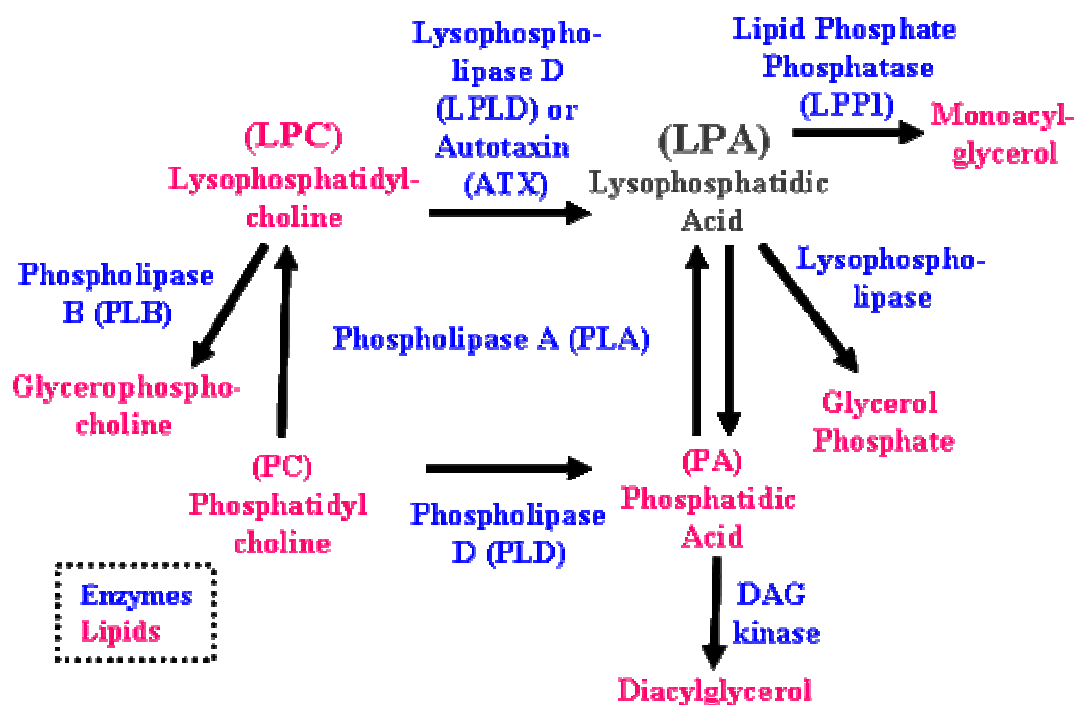 Lysophospho-
lipase D
(LPLD) or
Autotaxin
(ATX)
Lipid Phosphate
Phosphatase
(LPP1)
Monoacyl-
glycerol
(LPC)
Lysophosphatidyl-
choline
(LPA)
Lysophosphatidic
Acid
Phospholipase
B (PLB)
Lysophospho-
lipase
Phospholipase A (PLA)
Glycerophospho-
choline
Glycerol
Phosphate
(PC)
Phosphatidyl
choline
Phospholipase
D (PLD)
(PA)
Phosphatidic
Acid
Enzymes
Lipids
DAG
kinase
Diacylglycerol